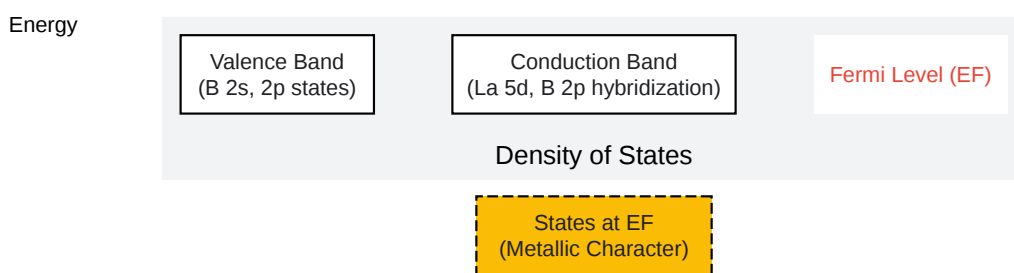 Energy
Valence Band
(B 2s, 2p states)
Conduction Band
(La 5d, B 2p hybridization)
Fermi Level (EF)
Density of States
States at EF
(Metallic Character)